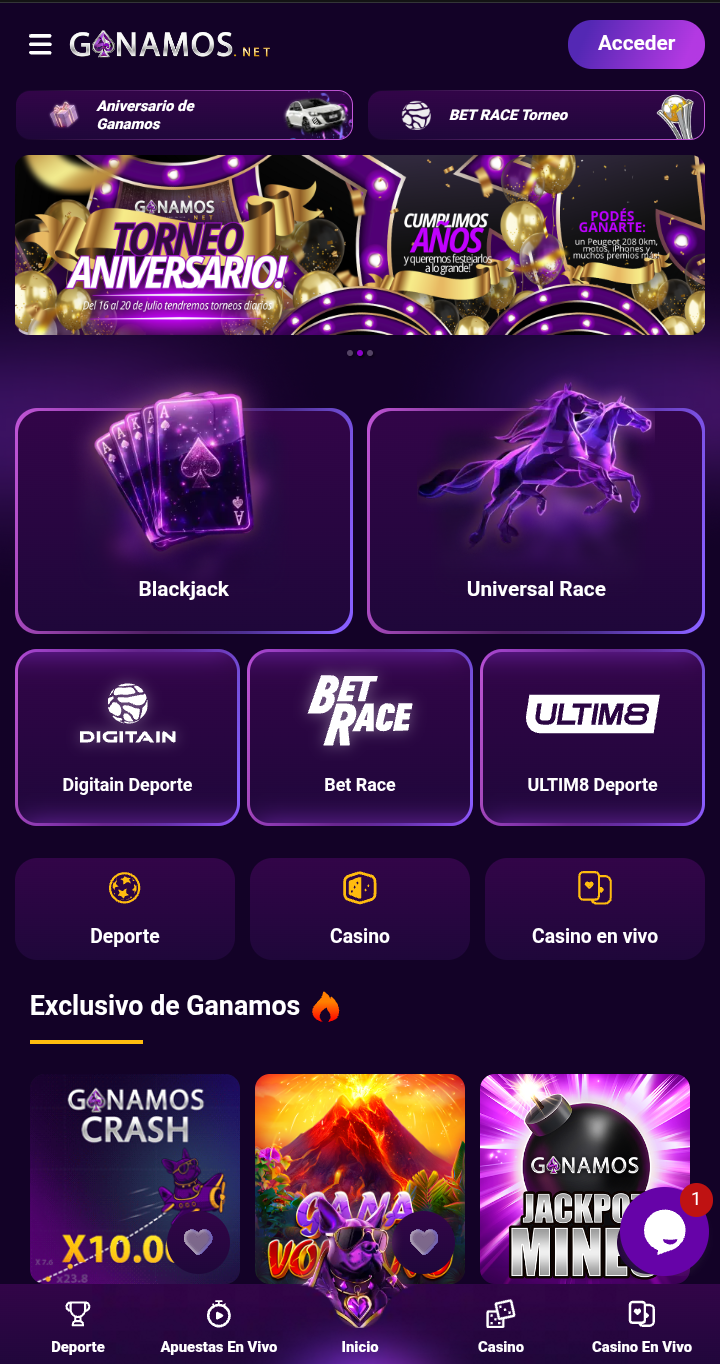 GANAMOS.NET
Acceder
Aniversario de
Ganamos
BET RACE Torneo
GANAMOS
NET
TORNEO
ANIVERSARIO!
Del 16 al 20 de Julio tendremos torneos diarios
CUMPLIMOS
AÑOS
y queremos festejarlos
a lo grande!
PODÉS
GANARTE:
un Peugeot 208 0km,
motos, iPhones y
muchos premios más!
A A K A A
A
Blackjack
Universal Race
DIGITAIN
Digitain Deporte
BET
RACE
Bet Race
ULTIM8
ULTIM8 Deporte
Deporte
Casino
Casino en vivo
Exclusivo de Ganamos
GANAMOS
CRASH
X10.0
X7.6
x23.8
GANA
GANAMOS
JACKPOT
MINES
1
Deporte
Apuestas En Vivo
Inicio
Casino
Casino En Vivo